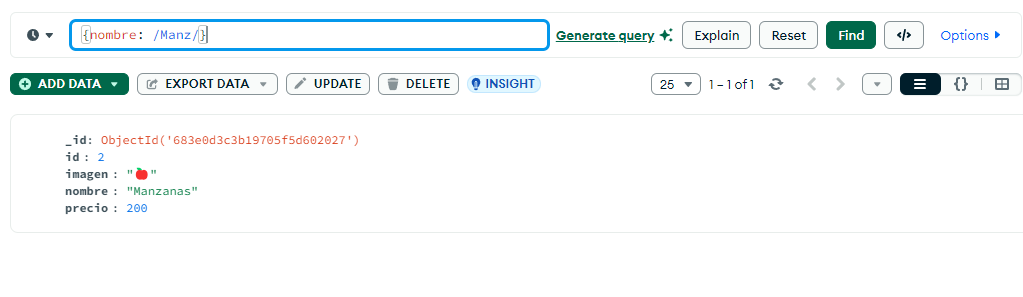 {nombre: /Manz/} Generate query Explain Reset Find </> Options
ADD DATA EXPORT DATA UPDATE DELETE INSIGHT 25 1 – 1 of 1 {}
_id: ObjectId('683e0d3c3b19705f5d602027')
id : 2
imagen : "🍎"
nombre : "Manzanas"
precio : 200